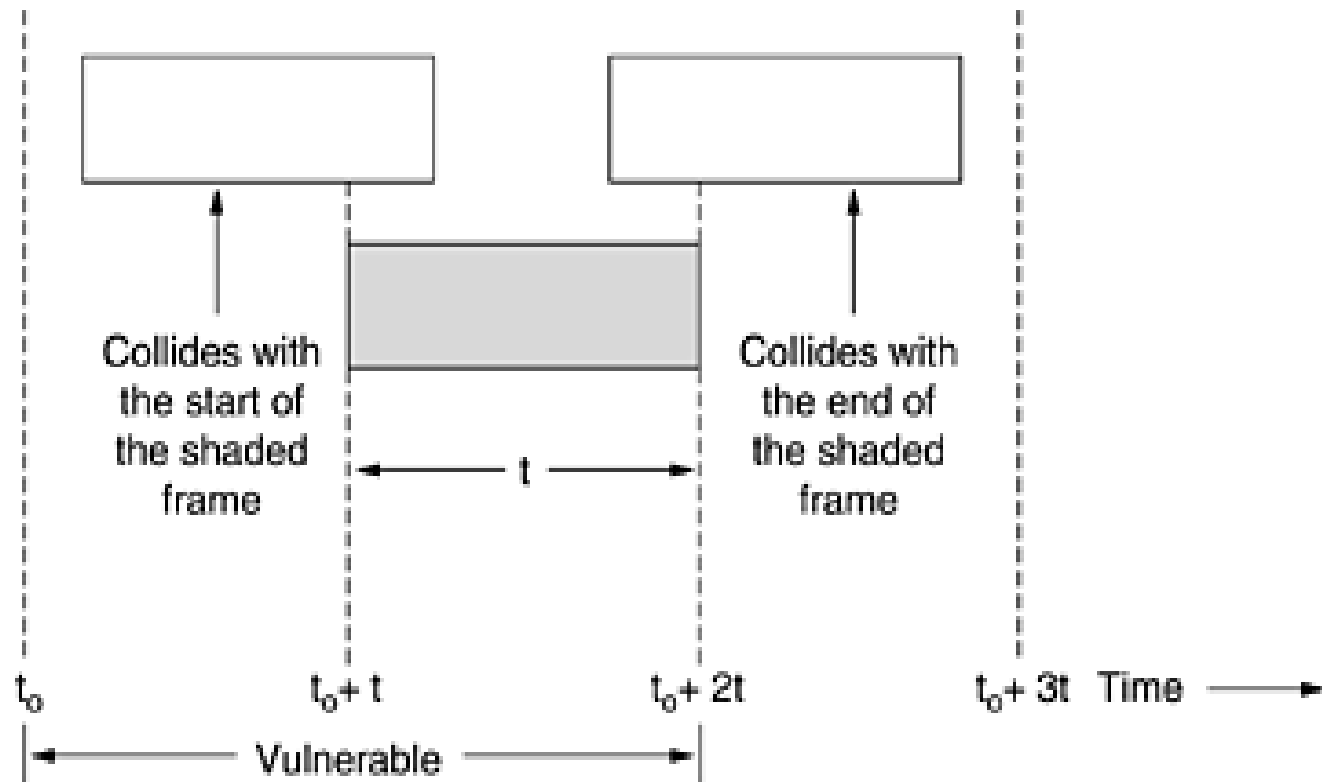 Collides with
the start of
the shaded
frame
t
Collides with
the end of
the shaded
frame
to
to+ t
to+ 2t
to+ 3t Time
Vulnerable